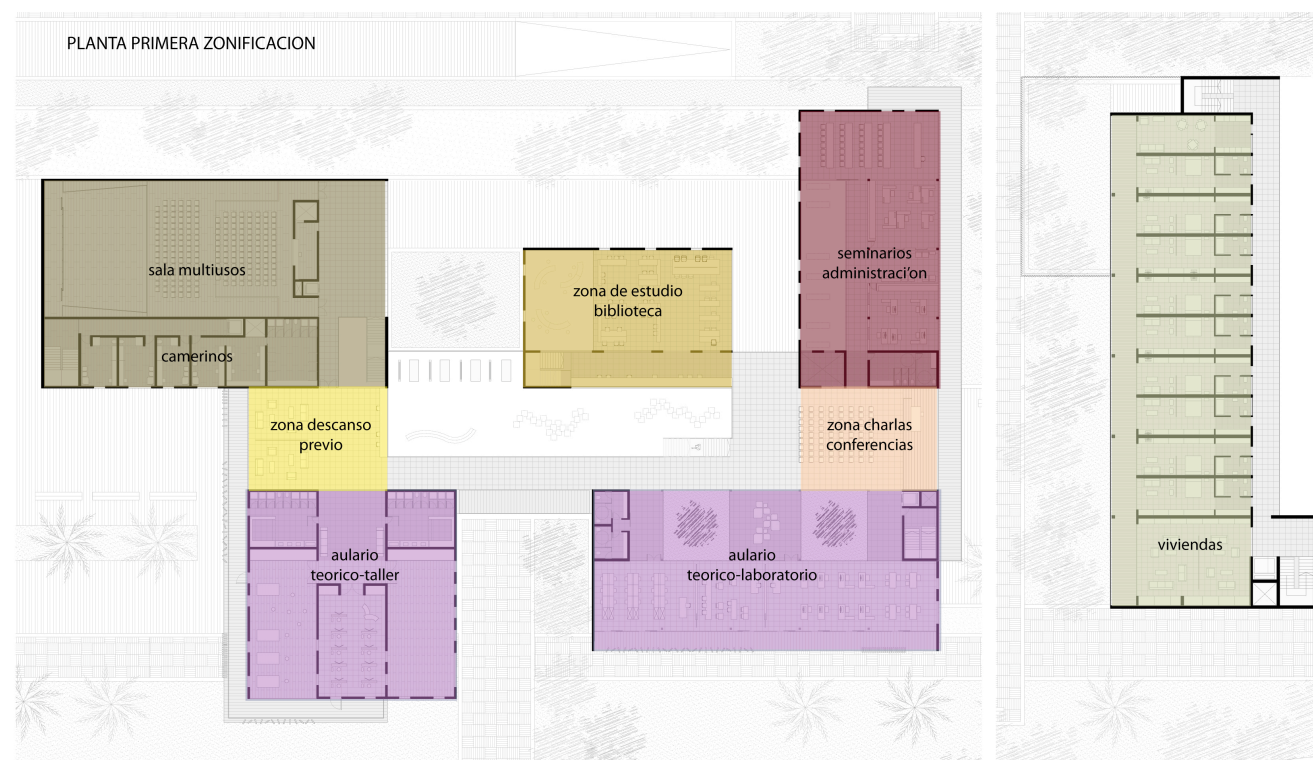 PLANTA PRIMERA ZONIFICACION
sala multiusos
camerinos
zona de estudio
biblioteca
seminarios
administraci'on
zona descanso
previo
zona charlas
conferencias
aulario
teorico-taller
aulario
teorico-laboratorio
viviendas